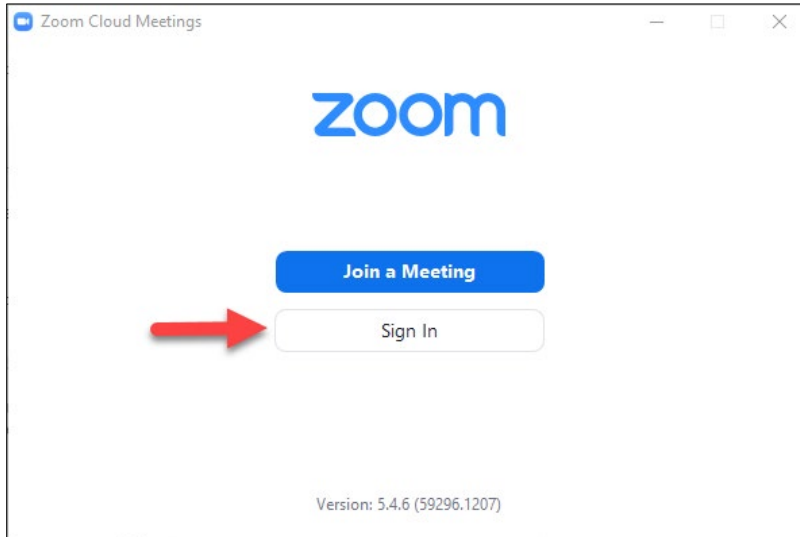 Zoom Cloud Meetings
zoom
Join a Meeting
Sign In
Version: 5.4.6 (59296.1207)